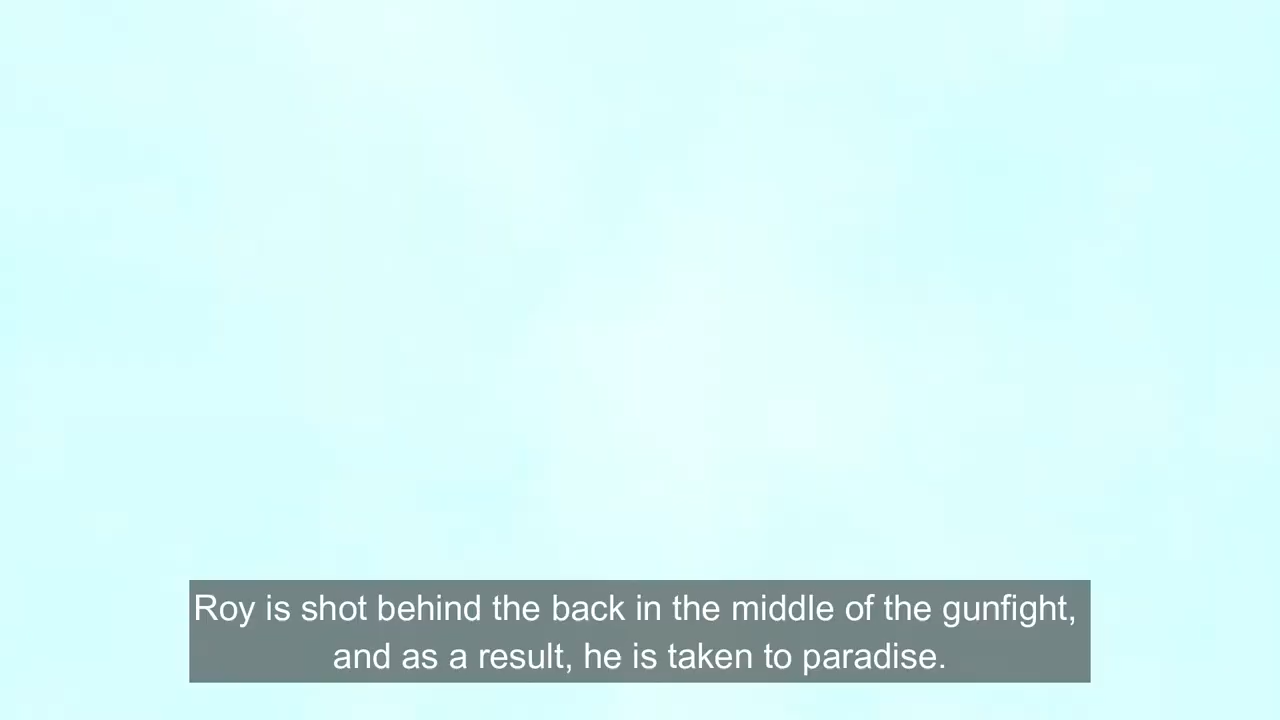 Roy is shot behind the back in the middle of the gunfight,
and as a result, he is taken to paradise.